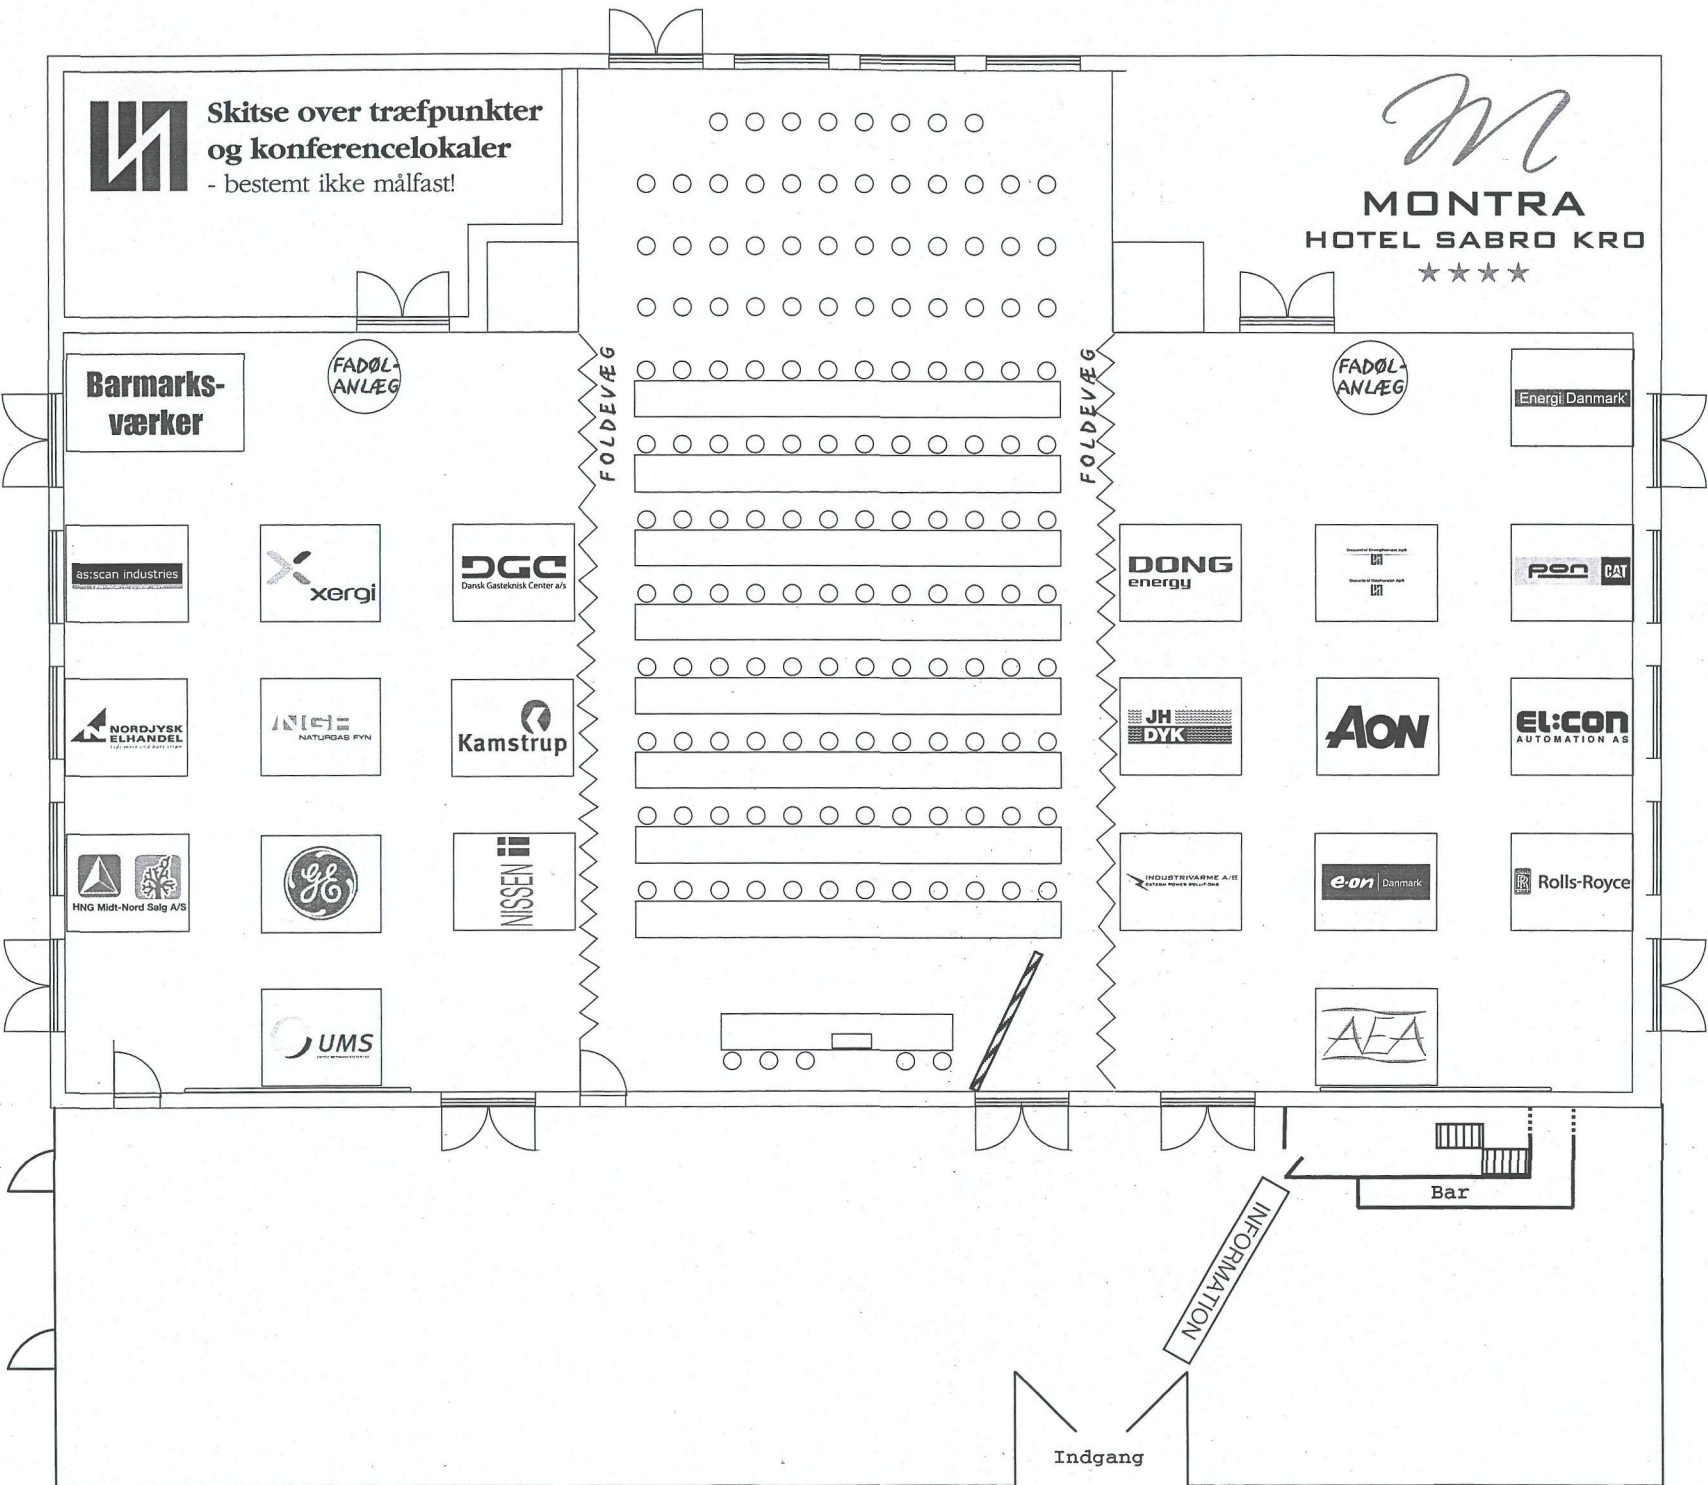 Skitse over træfpunkter
og konferencelokaler
- bestemt ikke målfast!
MONTRA
HOTEL SABRO KRO
Barmarks-
værker
FADØL-
ANLÆG
FOLDEVÆG
FOLDEVÆG
FADØL-
ANLÆG
Energi Danmark
as:scan industries
xergi
DGC
Dansk Gasteknisk Center a/s
DONG
energy
pon CAT
NORDJYSK
ELHANDEL
NGF
NATURGAS FYN
Kamstrup
JH
DYK
AON
EL:CON
AUTOMATION AS
HNG Midt-Nord Salg A/S
GE
NISSEN
INDUSTRIVARME A/S
e·on Danmark
RR Rolls-Royce
UMS
AEA
Bar
INFORMATION
Indgang